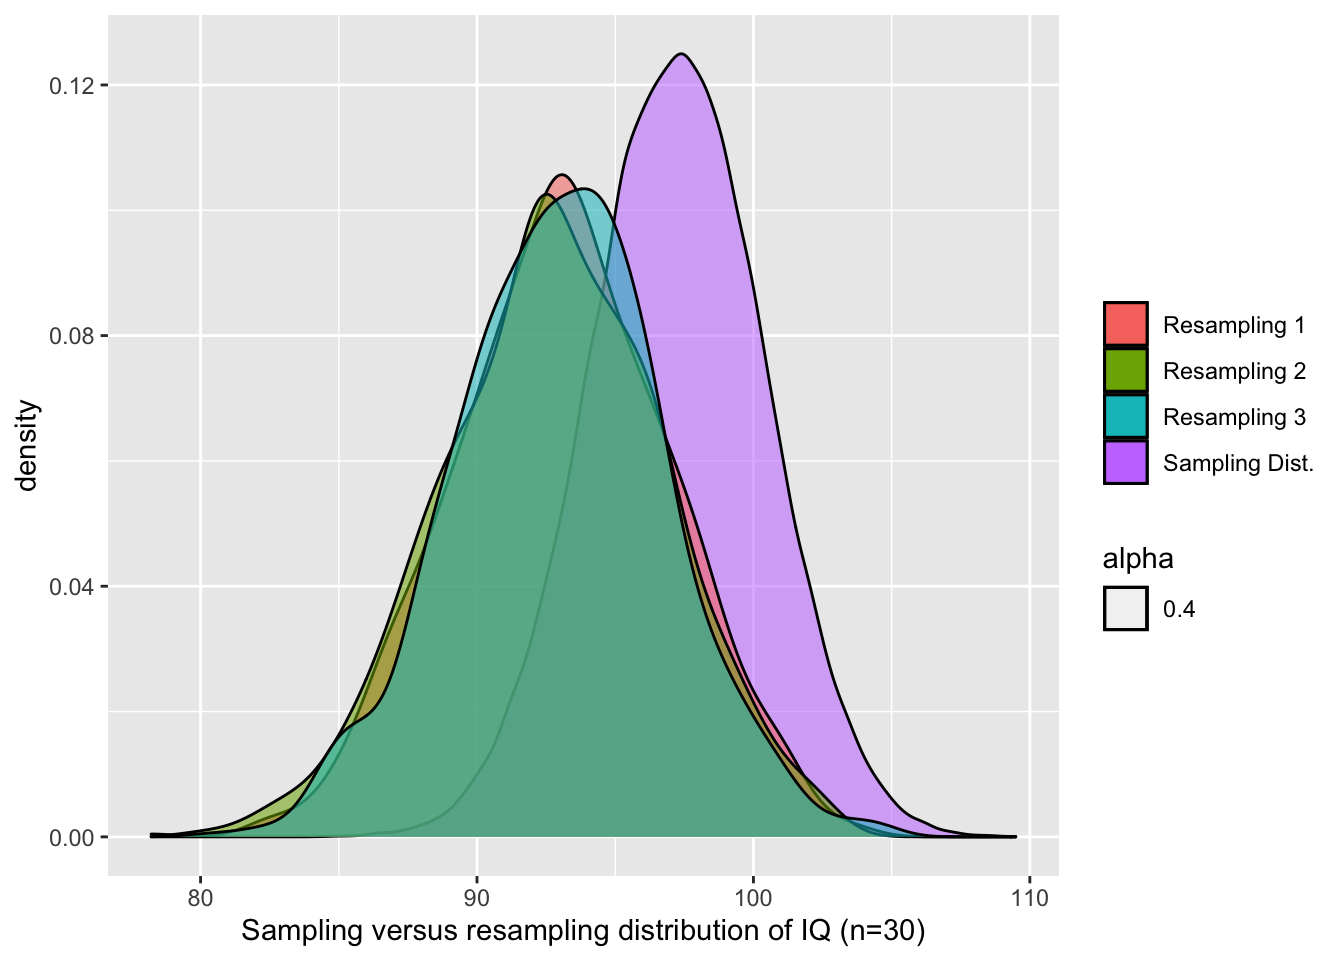 0.12
0.08
0.04
0.00
density
80
90
100
110
Sampling versus resampling distribution of IQ (n=30)
Resampling 1
Resampling 2
Resampling 3
Sampling Dist.
alpha
0.4